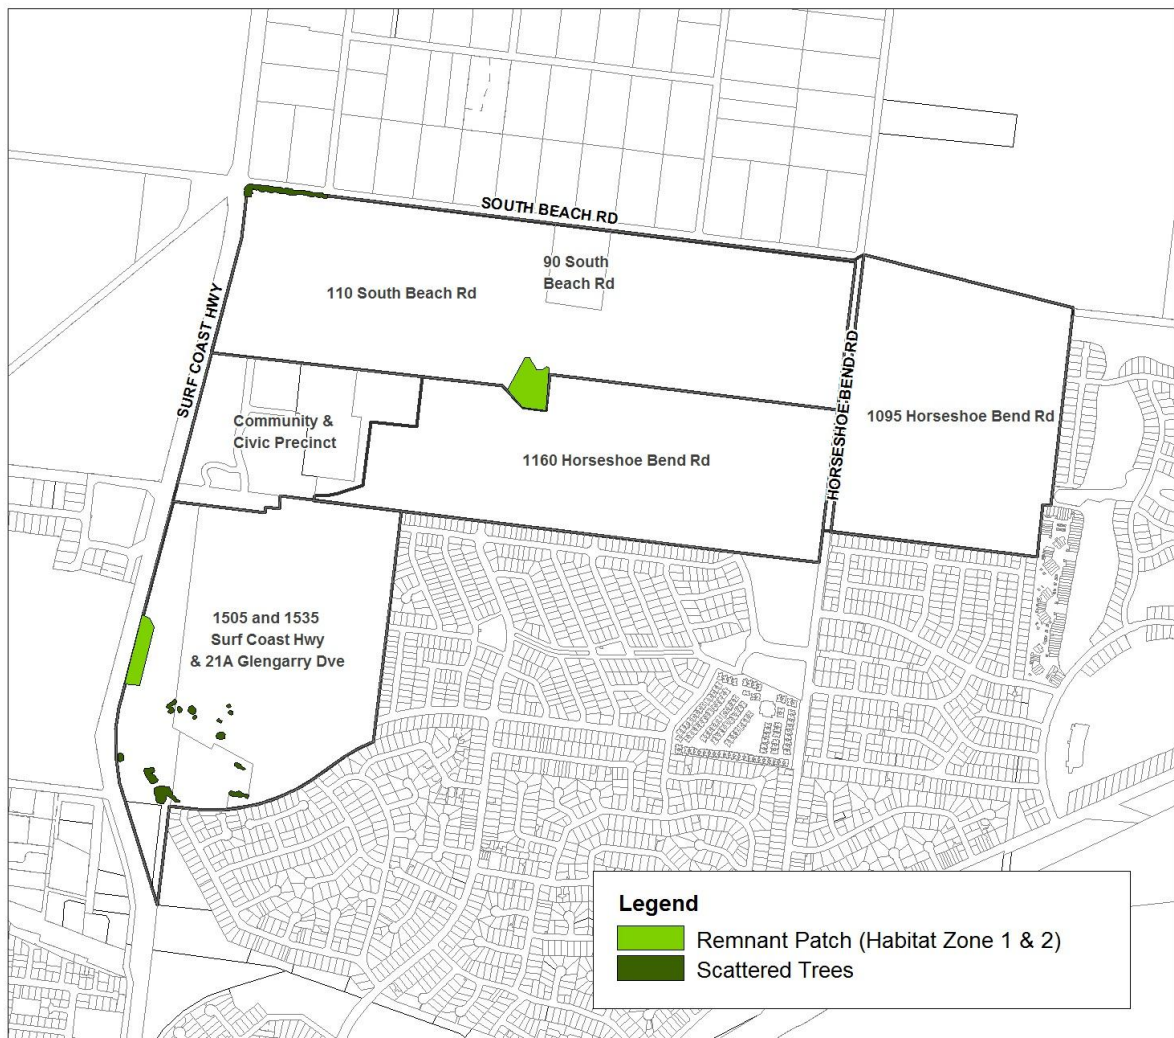 SOUTH BEACH RD
90 South
Beach Rd
110 South Beach Rd
SURF COAST HWY
HORSESHOE BEND RD
1095 Horseshoe Bend Rd
Community &
Civic Precinct
1160 Horseshoe Bend Rd
1505 and 1535
Surf Coast Hwy
& 21A Glengarry Dve
Legend
Remnant Patch (Habitat Zone 1 & 2)
Scattered Trees